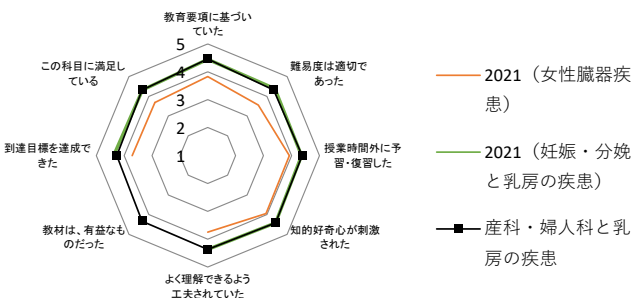 教育要項に基づい
ていた
難易度は適切で
あった
授業時間外に予
習・復習した
知的好奇心が刺激
された
よく理解できるよう
工夫されていた
教材は、有益なも
のだった
到達目標を達成で
きた
この科目に満足し
ている
5
4
3
2
1
2021（女性臓器疾
患）
2021（妊娠・分娩
と乳房の疾患）
産科・婦人科と乳
房の疾患